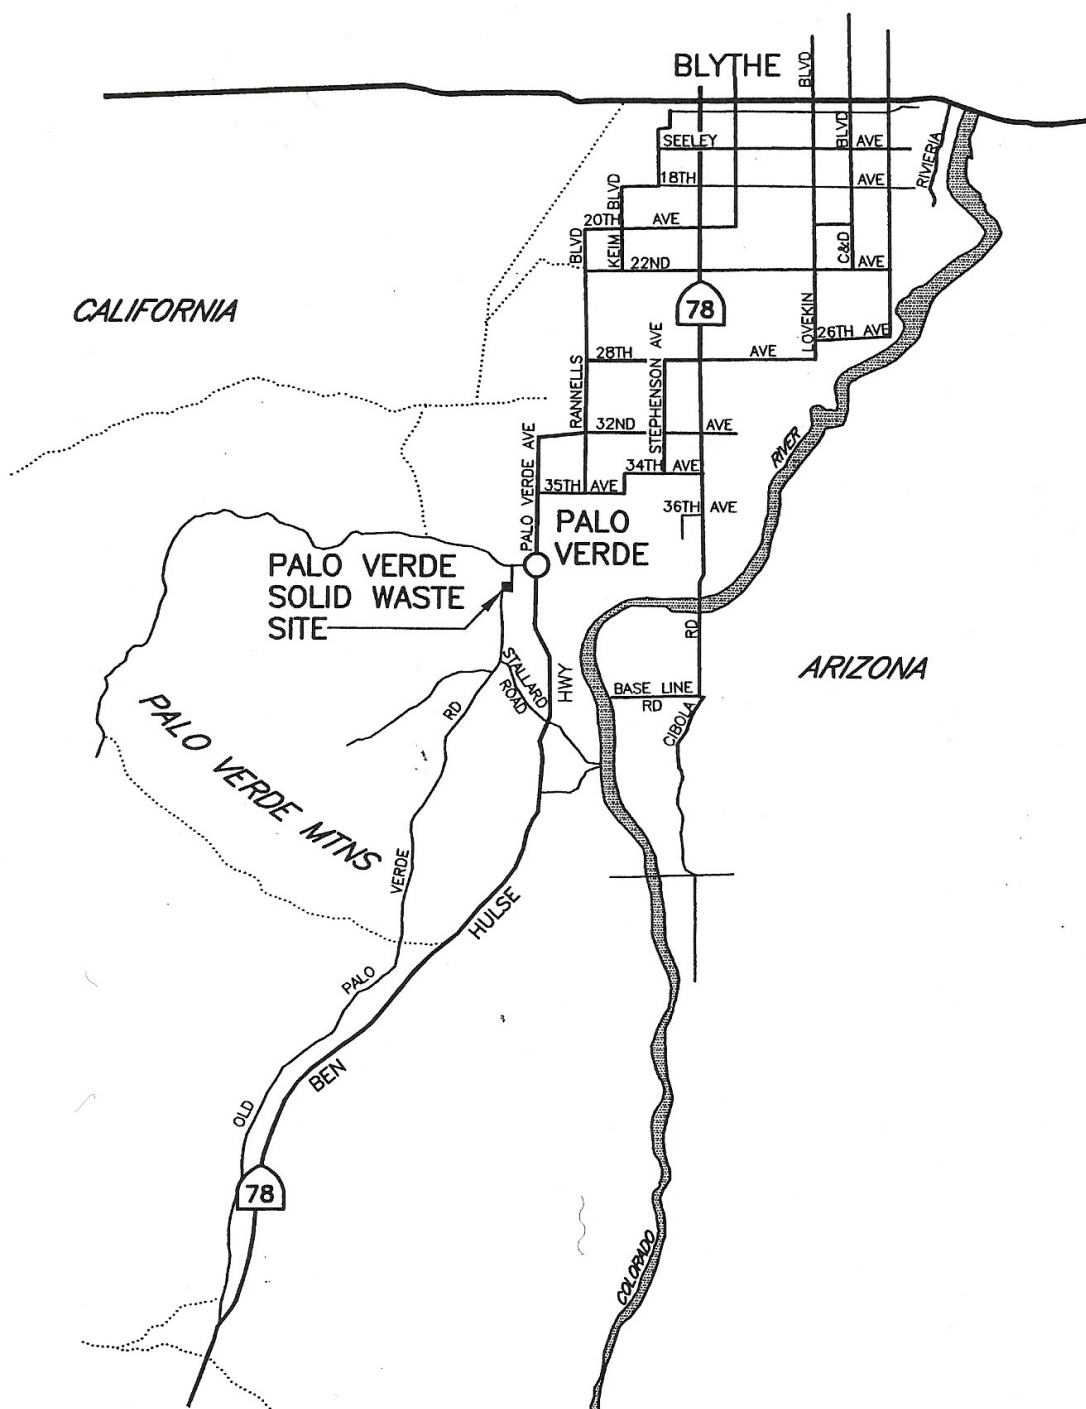 BLYTHE
BLVD
BLVD
RIVIERIA
SEELEY AVE
18TH AVE
BLVD
KEIM
20TH AVE
BLVD
RANNELLS
C&D
22ND AVE
CALIFORNIA
78
LOVEKIN
26TH AVE
STEPHENSON AVE
28TH AVE
32ND AVE
PALO VERDE AVE
RIVER
34TH AVE
35TH AVE
36TH AVE
PALO
VERDE
PALO VERDE
SOLID WASTE
SITE
RD
ARIZONA
STALLARD
ROAD
HWY
BASE LINE
RD
CIBOLA
RD
PALO VERDE MTNS
VERDE
HULSE
PALO
BEN
OLD
78
COLORADO